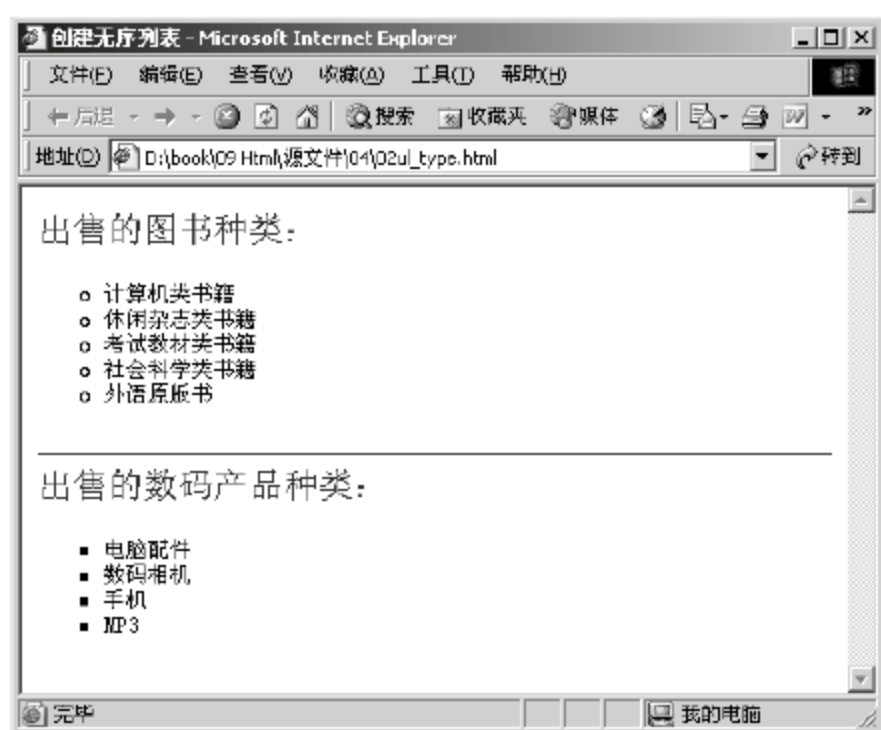 创建无序列表 - Microsoft Internet Explorer
文件(F) 编辑(E) 查看(V) 收藏(A) 工具(T) 帮助(H)
后退 搜索 收藏夹 媒体
地址(D) D:\book\09 Html\源文件\04\02ul_type.html 转到
出售的图书种类：
计算机类书籍
休闲杂志类书籍
考试教材类书籍
社会科学类书籍
外语原版书
出售的数码产品种类：
电脑配件
数码相机
手机
MP3
完毕 我的电脑